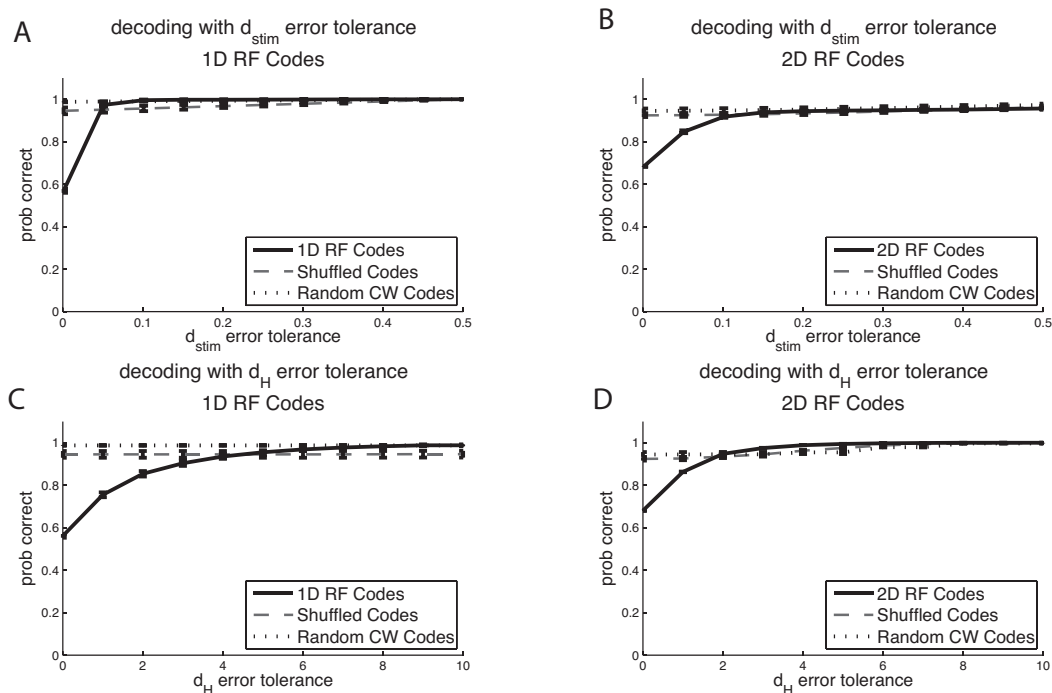 A
decoding with d_stim error tolerance
1D RF Codes
prob correct
1
0.8
0.6
0.4
0.2
0
0 0.1 0.2 0.3 0.4 0.5
d_stim error tolerance
1D RF Codes
Shuffled Codes
Random CW Codes
B
decoding with d_stim error tolerance
2D RF Codes
prob correct
1
0.8
0.6
0.4
0.2
0
0 0.1 0.2 0.3 0.4 0.5
d_stim error tolerance
2D RF Codes
Shuffled Codes
Random CW Codes
C
decoding with d_H error tolerance
1D RF Codes
prob correct
1
0.8
0.6
0.4
0.2
0
0 2 4 6 8 10
d_H error tolerance
1D RF Codes
Shuffled Codes
Random CW Codes
D
decoding with d_H error tolerance
2D RF Codes
prob correct
1
0.8
0.6
0.4
0.2
0
0 2 4 6 8 10
d_H error tolerance
2D RF Codes
Shuffled Codes
Random CW Codes